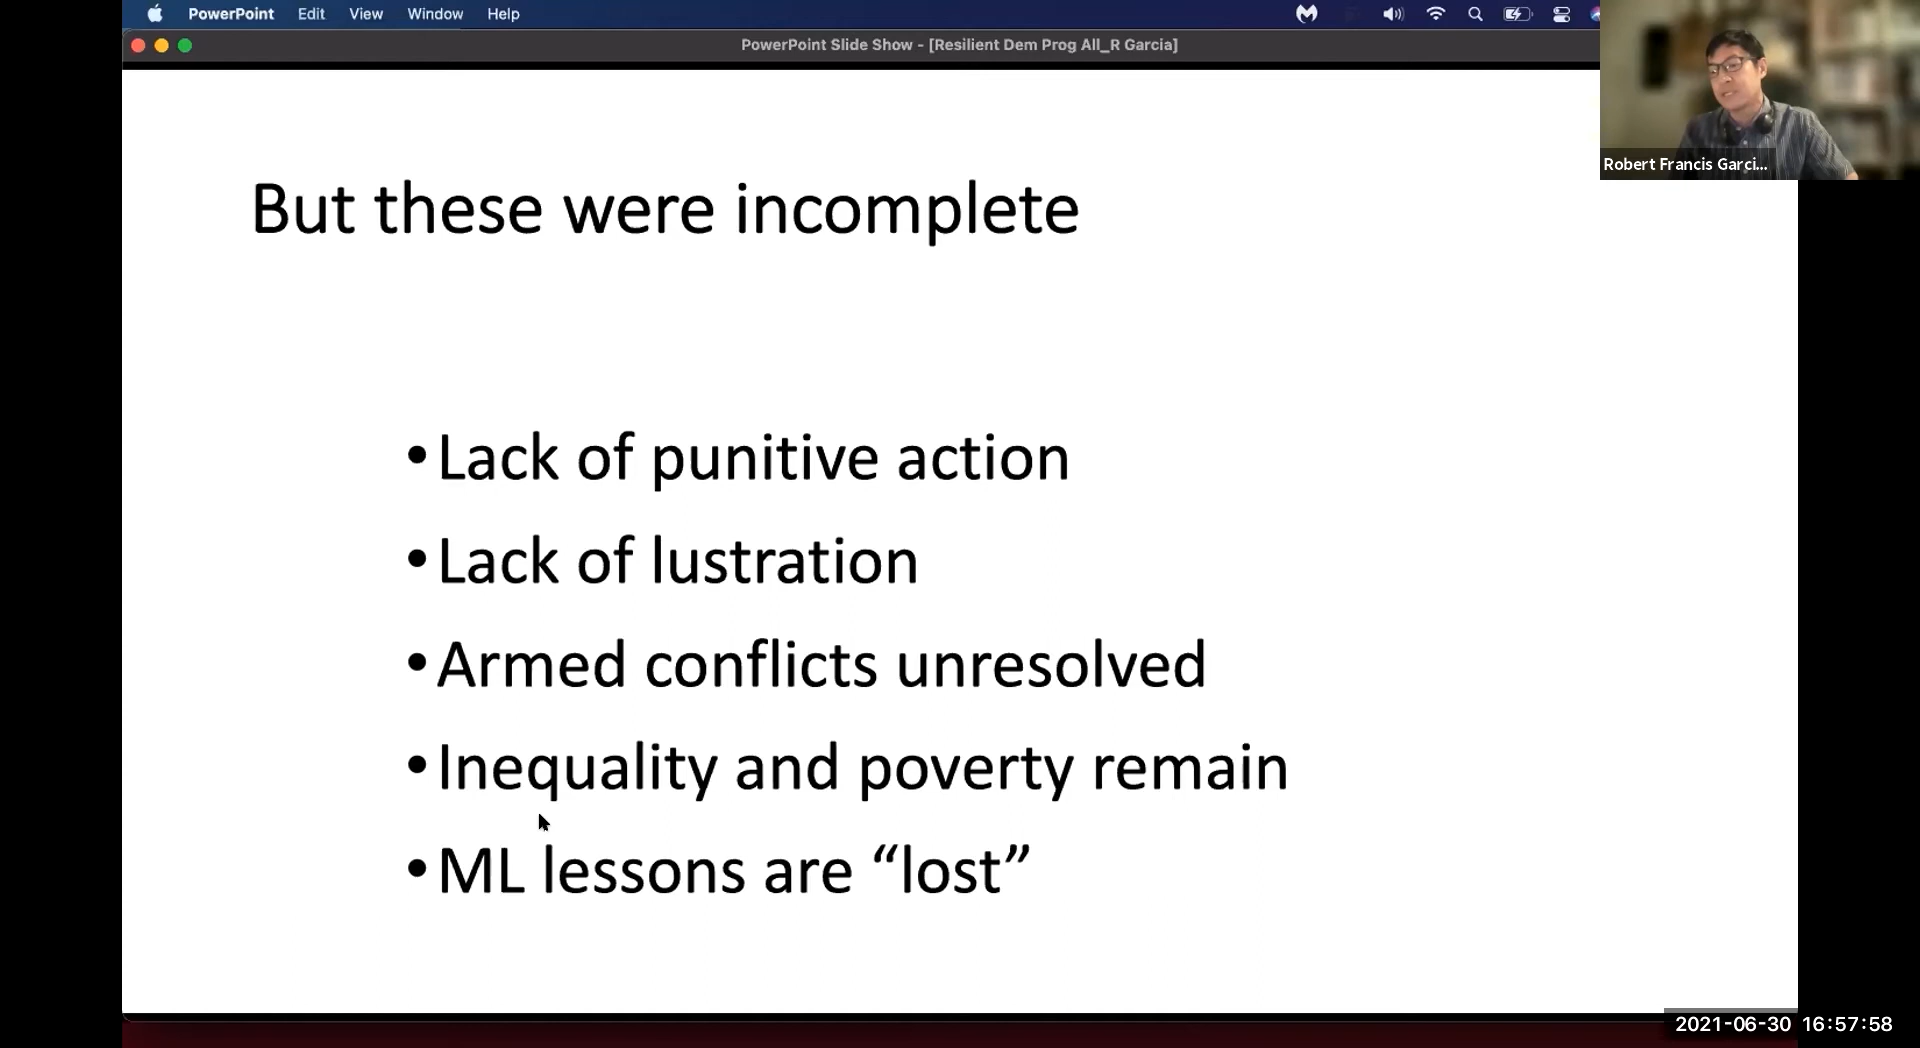 PowerPoint Edit View Window Help
PowerPoint Slide Show - [Resilient Dem Prog All_R Garcia]
Robert Francis Garci...
But these were incomplete
•Lack of punitive action
•Lack of lustration
•Armed conflicts unresolved
•Inequality and poverty remain
•ML lessons are “lost”
2021-06-30 16:57:58